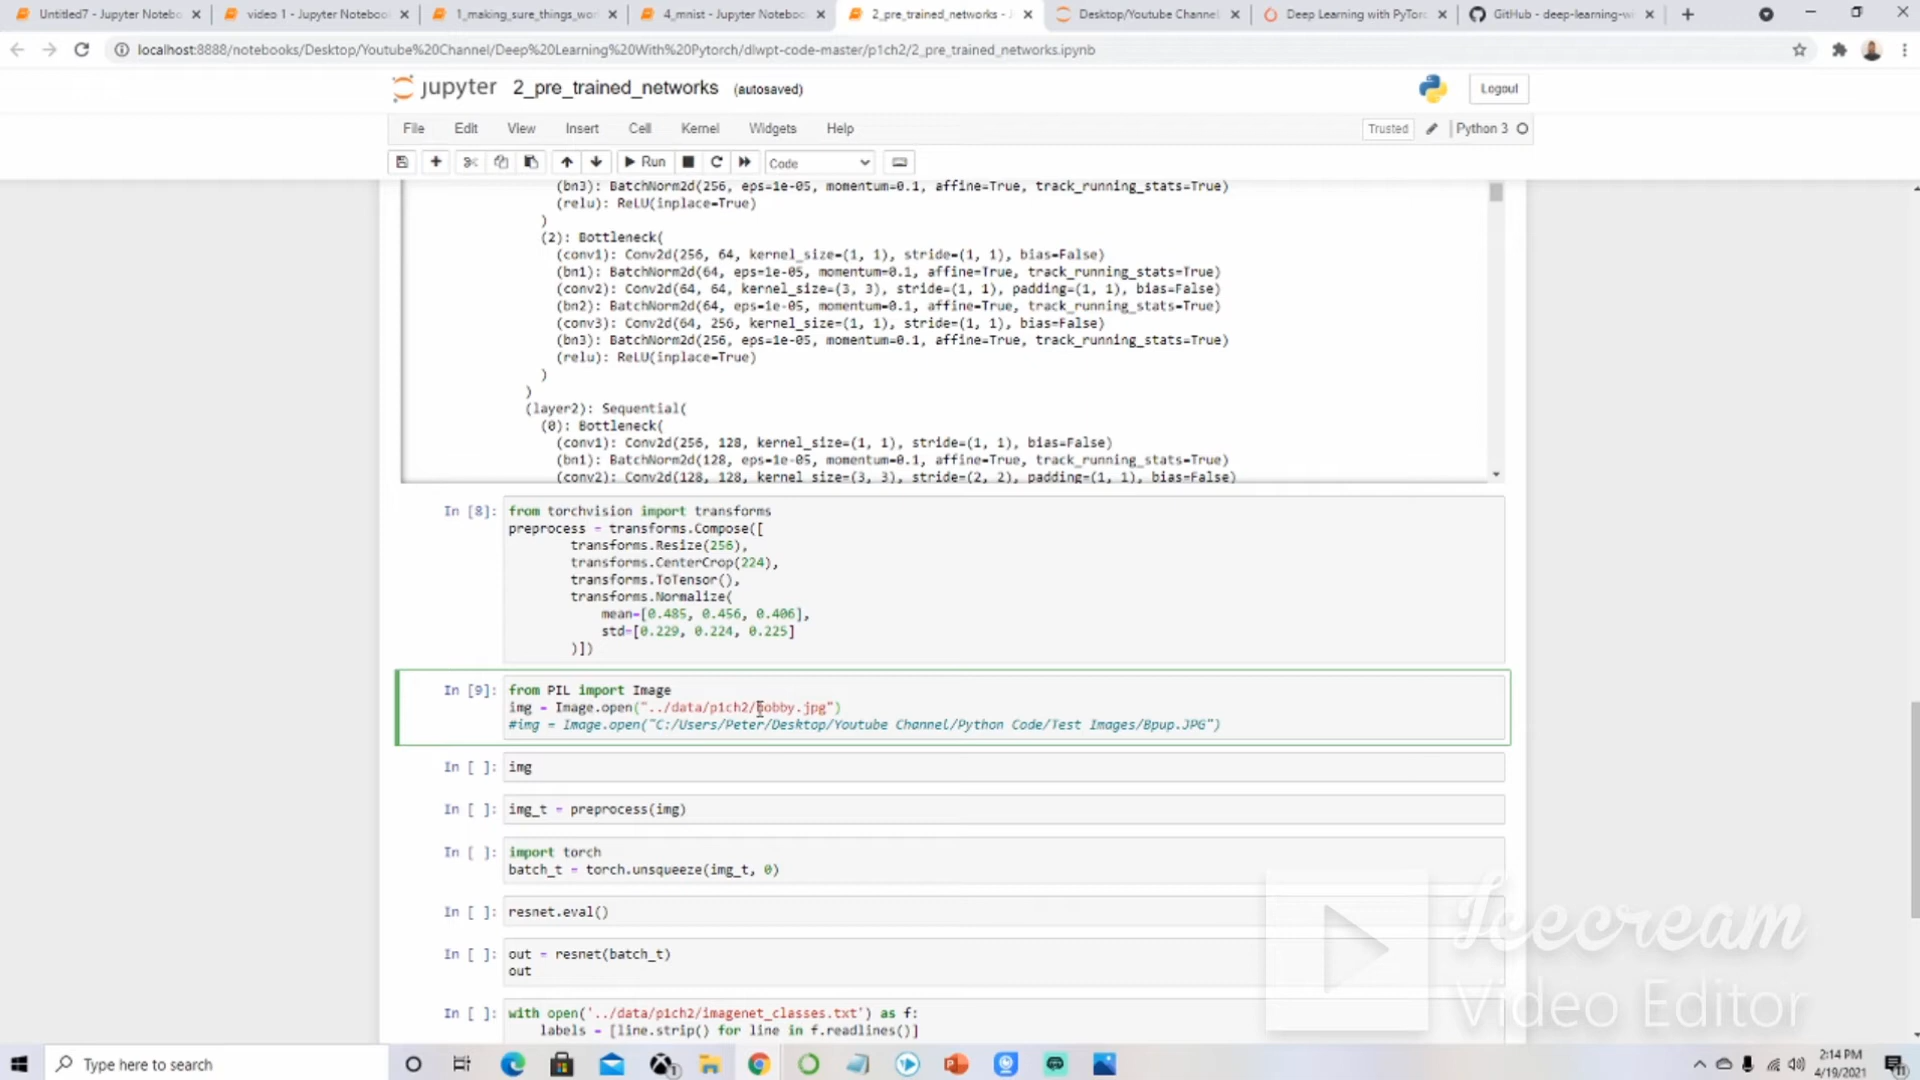 Untitled7 - Jupyter Notebo
video 1 - Jupyter Notebo
1_making_sure_things_wo
4_mnist - Jupyter Notebo
2_pre_trained_networks - J
Desktop/Youtube Channel
Deep Learning with PyTor
GitHub - deep-learning-w
localhost:8888/notebooks/Desktop/Youtube%20Channel/Deep%20Learning%20With%20Pytorch/dlwpt-code-master/p1ch2/2_pre_trained_networks.ipynb
jupyter 2_pre_trained_networks (autosaved)
Logout
File Edit View Insert Cell Kernel Widgets Help
Trusted Python 3
Run Code
(bn3): BatchNorm2d(256, eps=1e-05, momentum=0.1, affine=True, track_running_stats=True)
(relu): ReLU(inplace=True)
)
(2): Bottleneck(
(conv1): Conv2d(256, 64, kernel_size=(1, 1), stride=(1, 1), bias=False)
(bn1): BatchNorm2d(64, eps=1e-05, momentum=0.1, affine=True, track_running_stats=True)
(conv2): Conv2d(64, 64, kernel_size=(3, 3), stride=(1, 1), padding=(1, 1), bias=False)
(bn2): BatchNorm2d(64, eps=1e-05, momentum=0.1, affine=True, track_running_stats=True)
(conv3): Conv2d(64, 256, kernel_size=(1, 1), stride=(1, 1), bias=False)
(bn3): BatchNorm2d(256, eps=1e-05, momentum=0.1, affine=True, track_running_stats=True)
(relu): ReLU(inplace=True)
)
)
(layer2): Sequential(
(0): Bottleneck(
(conv1): Conv2d(256, 128, kernel_size=(1, 1), stride=(1, 1), bias=False)
(bn1): BatchNorm2d(128, eps=1e-05, momentum=0.1, affine=True, track_running_stats=True)
(conv2): Conv2d(128, 128, kernel_size=(3, 3), stride=(2, 2), padding=(1, 1), bias=False)
In [8]: from torchvision import transforms
preprocess = transforms.Compose([
transforms.Resize(256),
transforms.CenterCrop(224),
transforms.ToTensor(),
transforms.Normalize(
mean=[0.485, 0.456, 0.406],
std=[0.229, 0.224, 0.225]
)])
In [9]: from PIL import Image
img = Image.open("../data/p1ch2/bobby.jpg")
#img = Image.open("C:/Users/Peter/Desktop/Youtube Channel/Python Code/Test Images/Bpup.JPG")
In [ ]: img
In [ ]: img_t = preprocess(img)
In [ ]: import torch
batch_t = torch.unsqueeze(img_t, 0)
In [ ]: resnet.eval()
In [ ]: out = resnet(batch_t)
out
In [ ]: with open('../data/p1ch2/imagenet_classes.txt') as f:
labels = [line.strip() for line in f.readlines()]
Icecream
Video Editor
Type here to search
2:14 PM
4/19/2021